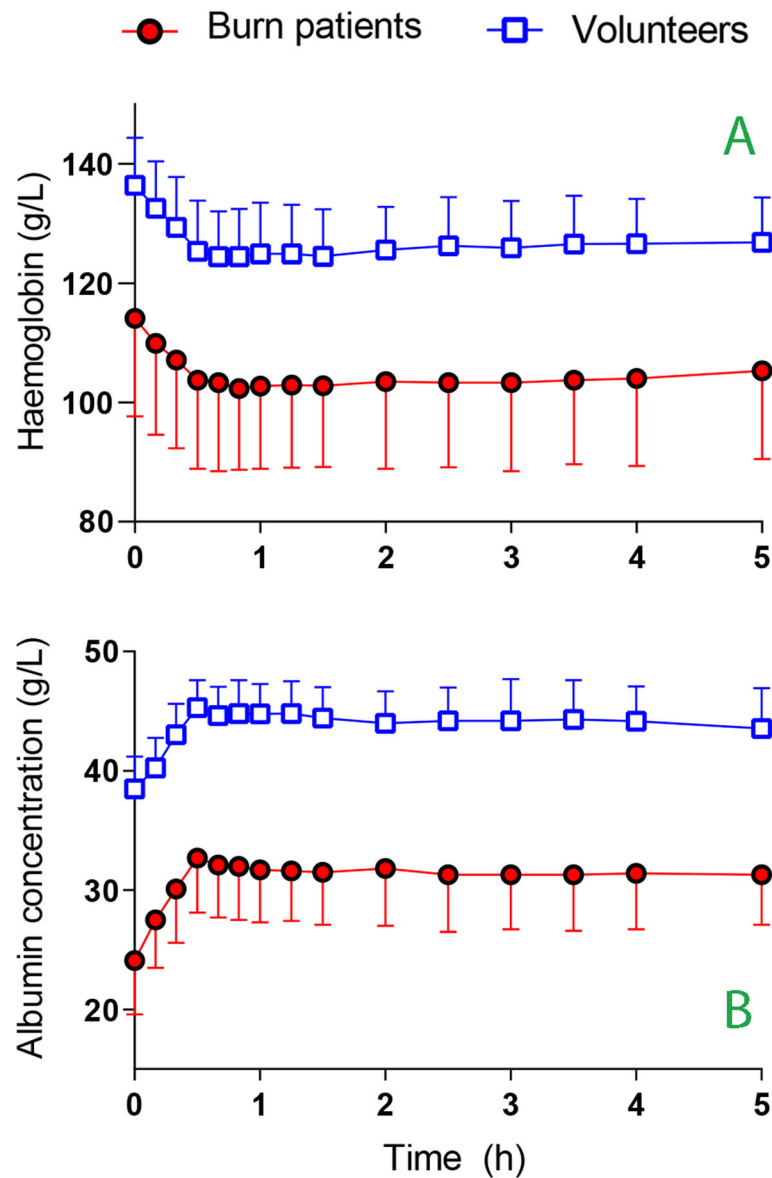 Burn patients Volunteers
A
Haemoglobin (g/L)
140
120
100
80
0 1 2 3 4 5
Albumin concentration (g/L)
50
40
30
20
B
0 1 2 3 4 5
Time (h)